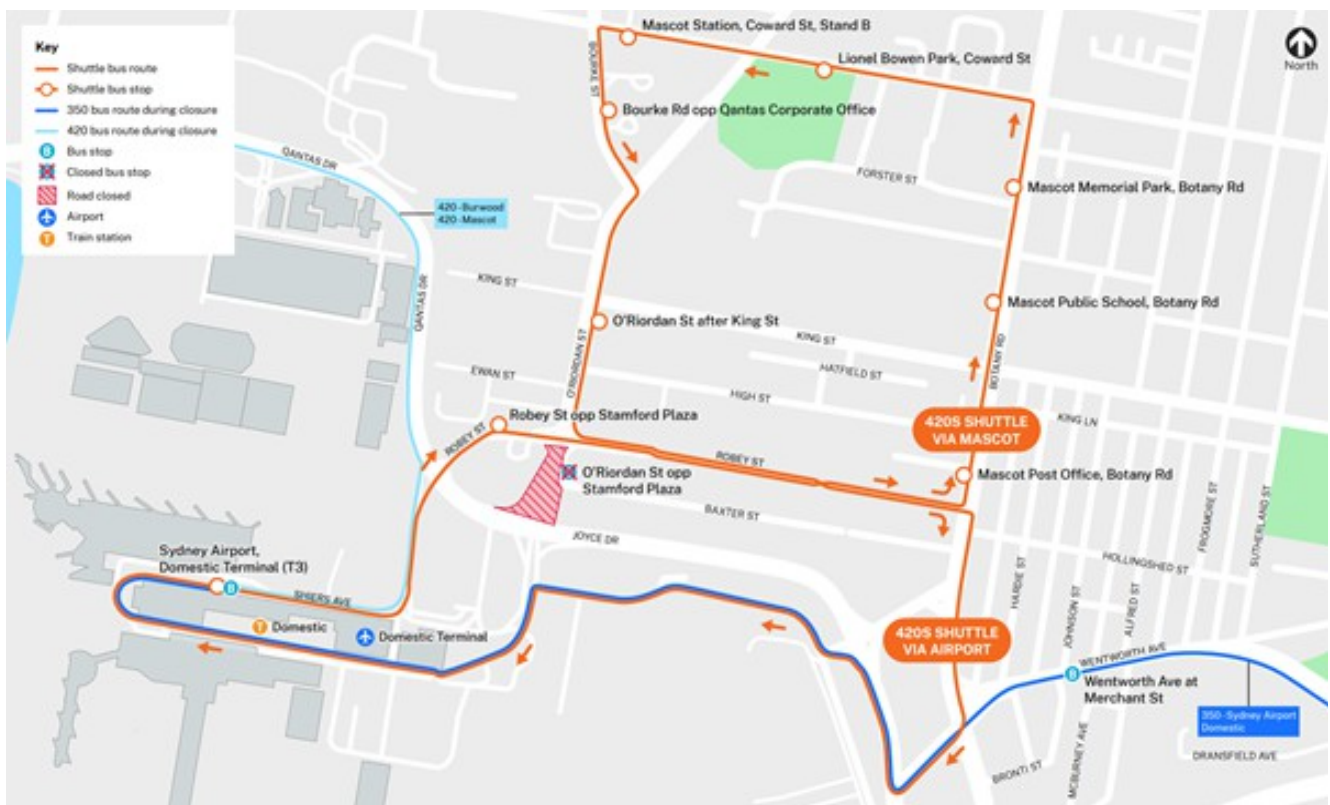 Key
Shuttle bus route
Shuttle bus stop
350 bus route during closure
420 bus route during closure
B
Bus stop
Closed bus stop
Road closed
Airport
T
Train station
North
Mascot Station, Coward St, Stand B
Lionel Bowen Park, Coward St
BOURKE ST
Bourke Rd opp Qantas Corporate Office
QANTAS DR
FORSTER ST
Mascot Memorial Park, Botany Rd
420 - Burwood
420 - Mascot
QANTAS DR
KING ST
Mascot Public School, Botany Rd
O'Riordan St after King St
KING ST
O'RIORDAN ST
BOTANY RD
EWAN ST
HATFIELD ST
HIGH ST
Robey St opp Stamford Plaza
420S SHUTTLE
VIA MASCOT
KING LN
ROBEY ST
ROBEY ST
O'Riordan St opp
Stamford Plaza
Mascot Post Office, Botany Rd
BAXTER ST
JOYCE DR
FROGMORE ST
SUTHERLAND ST
HOLLINGSHED ST
Sydney Airport,
Domestic Terminal (T3)
B
SHIERS AVE
HARDIE ST
JOHNSON ST
ALFRED ST
T
Domestic
Domestic Terminal
420S SHUTTLE
VIA AIRPORT
WENTWORTH AVE
B
Wentworth Ave at
Merchant St
350 - Sydney Airport
Domestic
BRONTI ST
MCBURNEY AVE
DRANSFIELD AVE